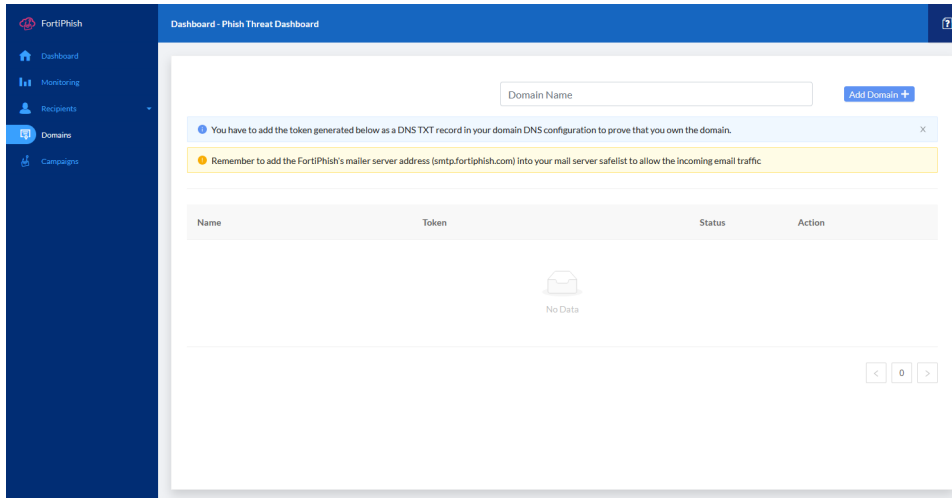 FortiPhish
Dashboard - Phish Threat Dashboard
Dashboard
Monitoring
Recipients
Domains
Campaigns
Domain Name
Add Domain +
You have to add the token generated below as a DNS TXT record in your domain DNS configuration to prove that you own the domain.
Remember to add the FortiPhish's mailer server address (smtp.fortiphish.com) into your mail server safelist to allow the incoming email traffic
Name Token Status Action
No Data
< 0 >